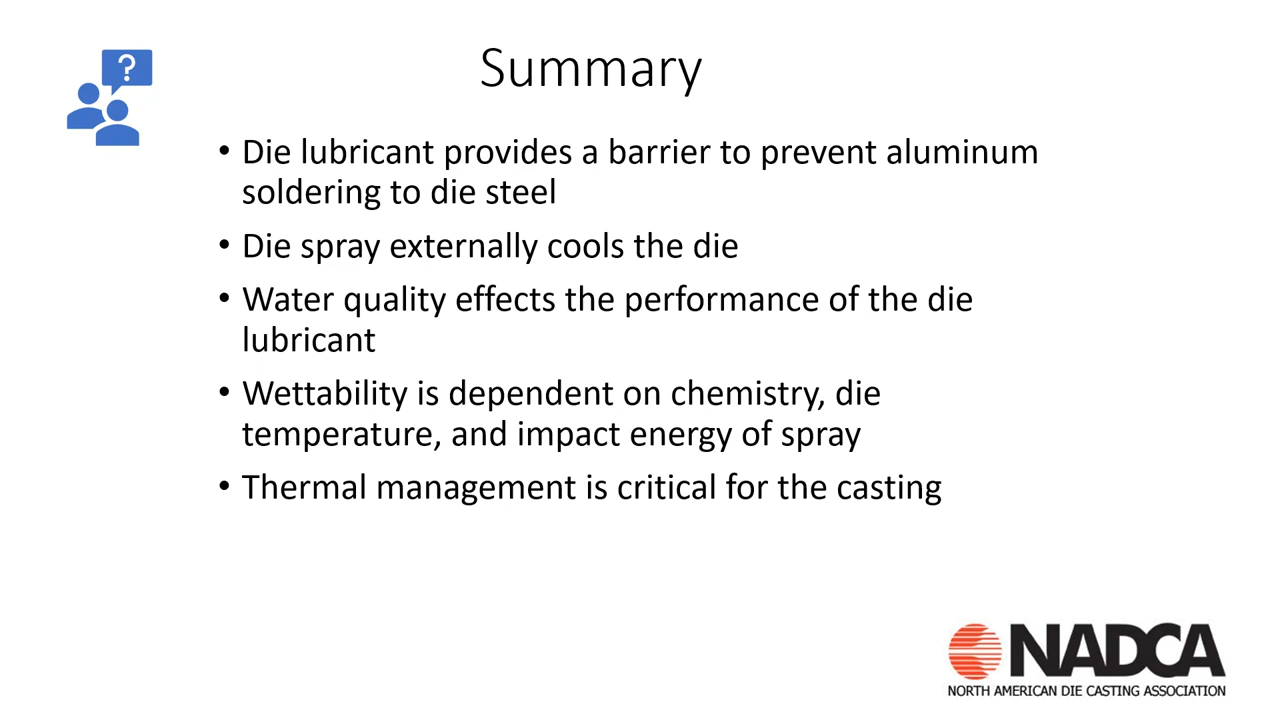 ?
Summary
• Die lubricant provides a barrier to prevent aluminum
soldering to die steel
• Die spray externally cools the die
• Water quality effects the performance of the die
lubricant
• Wettability is dependent on chemistry, die
temperature, and impact energy of spray
• Thermal management is critical for the casting
NADCA
NORTH AMERICAN DIE CASTING ASSOCIATION